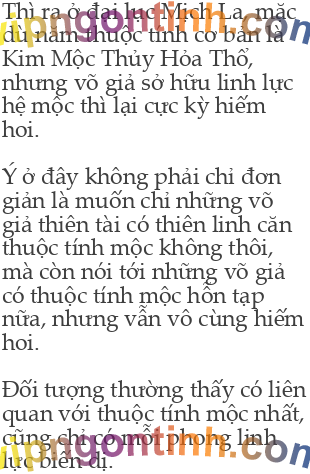 Thì ra ở đại lục Mịch La, mặc
dù năm thuộc tính cơ bản là
Kim Mộc Thủy Hỏa Thổ,
nhưng võ giả sở hữu linh lực
hệ mộc thì lại cực kỳ hiếm
hoi.
Ý ở đây không phải chỉ đơn
giản là muốn chỉ những võ
giả thiên tài có thiên linh căn
thuộc tính mộc không thôi,
mà còn nói tới những võ giả
có thuộc tính mộc hỗn tạp
nữa, nhưng vẫn vô cùng hiếm
hoi.
Đối tượng thường thấy có liên
quan với thuộc tính mộc nhất,
cũng chỉ có mỗi phong linh
lực biến dị.
vipngontinh.com
vipngontinh.com